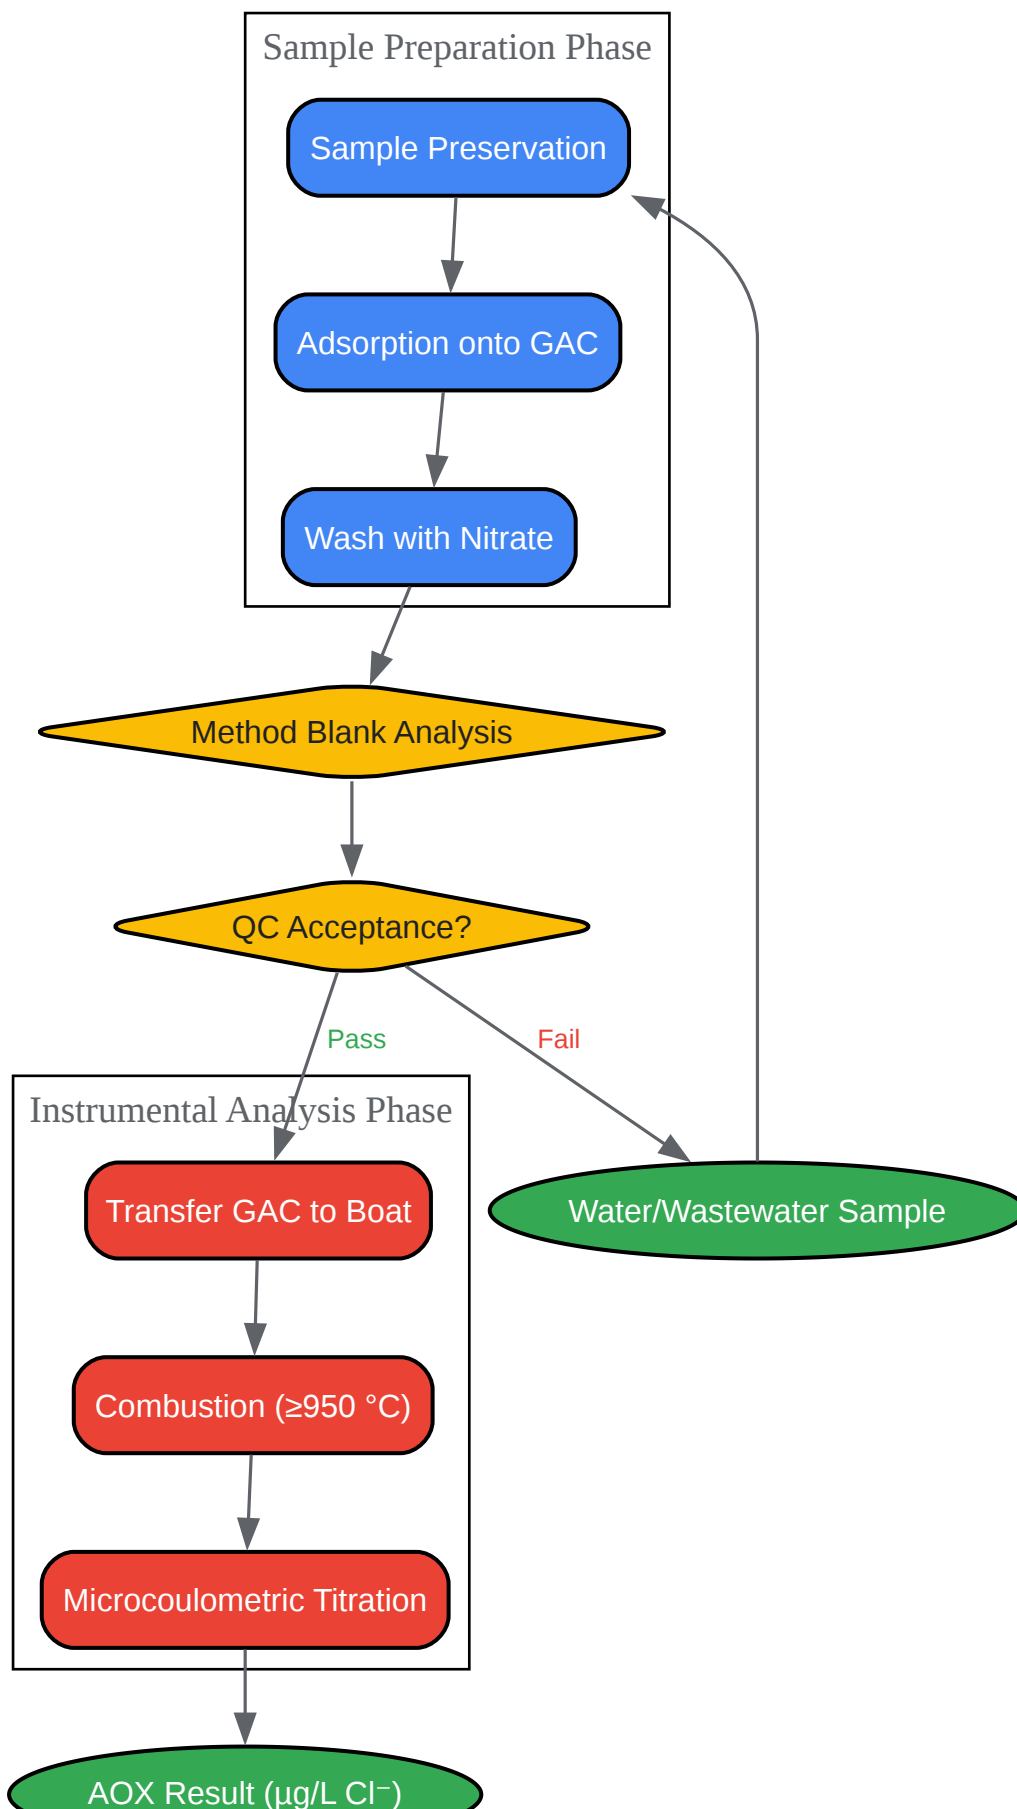 Sample Preparation Phase
Sample Preservation
Adsorption onto GAC
Wash with Nitrate
Method Blank Analysis
QC Acceptance?
Pass
Fail
Instrumental Analysis Phase
Transfer GAC to Boat
Water/Wastewater Sample
Combustion (≥950 °C)
Microcoulometric Titration
AOX Result (µg/L Cl⁻)